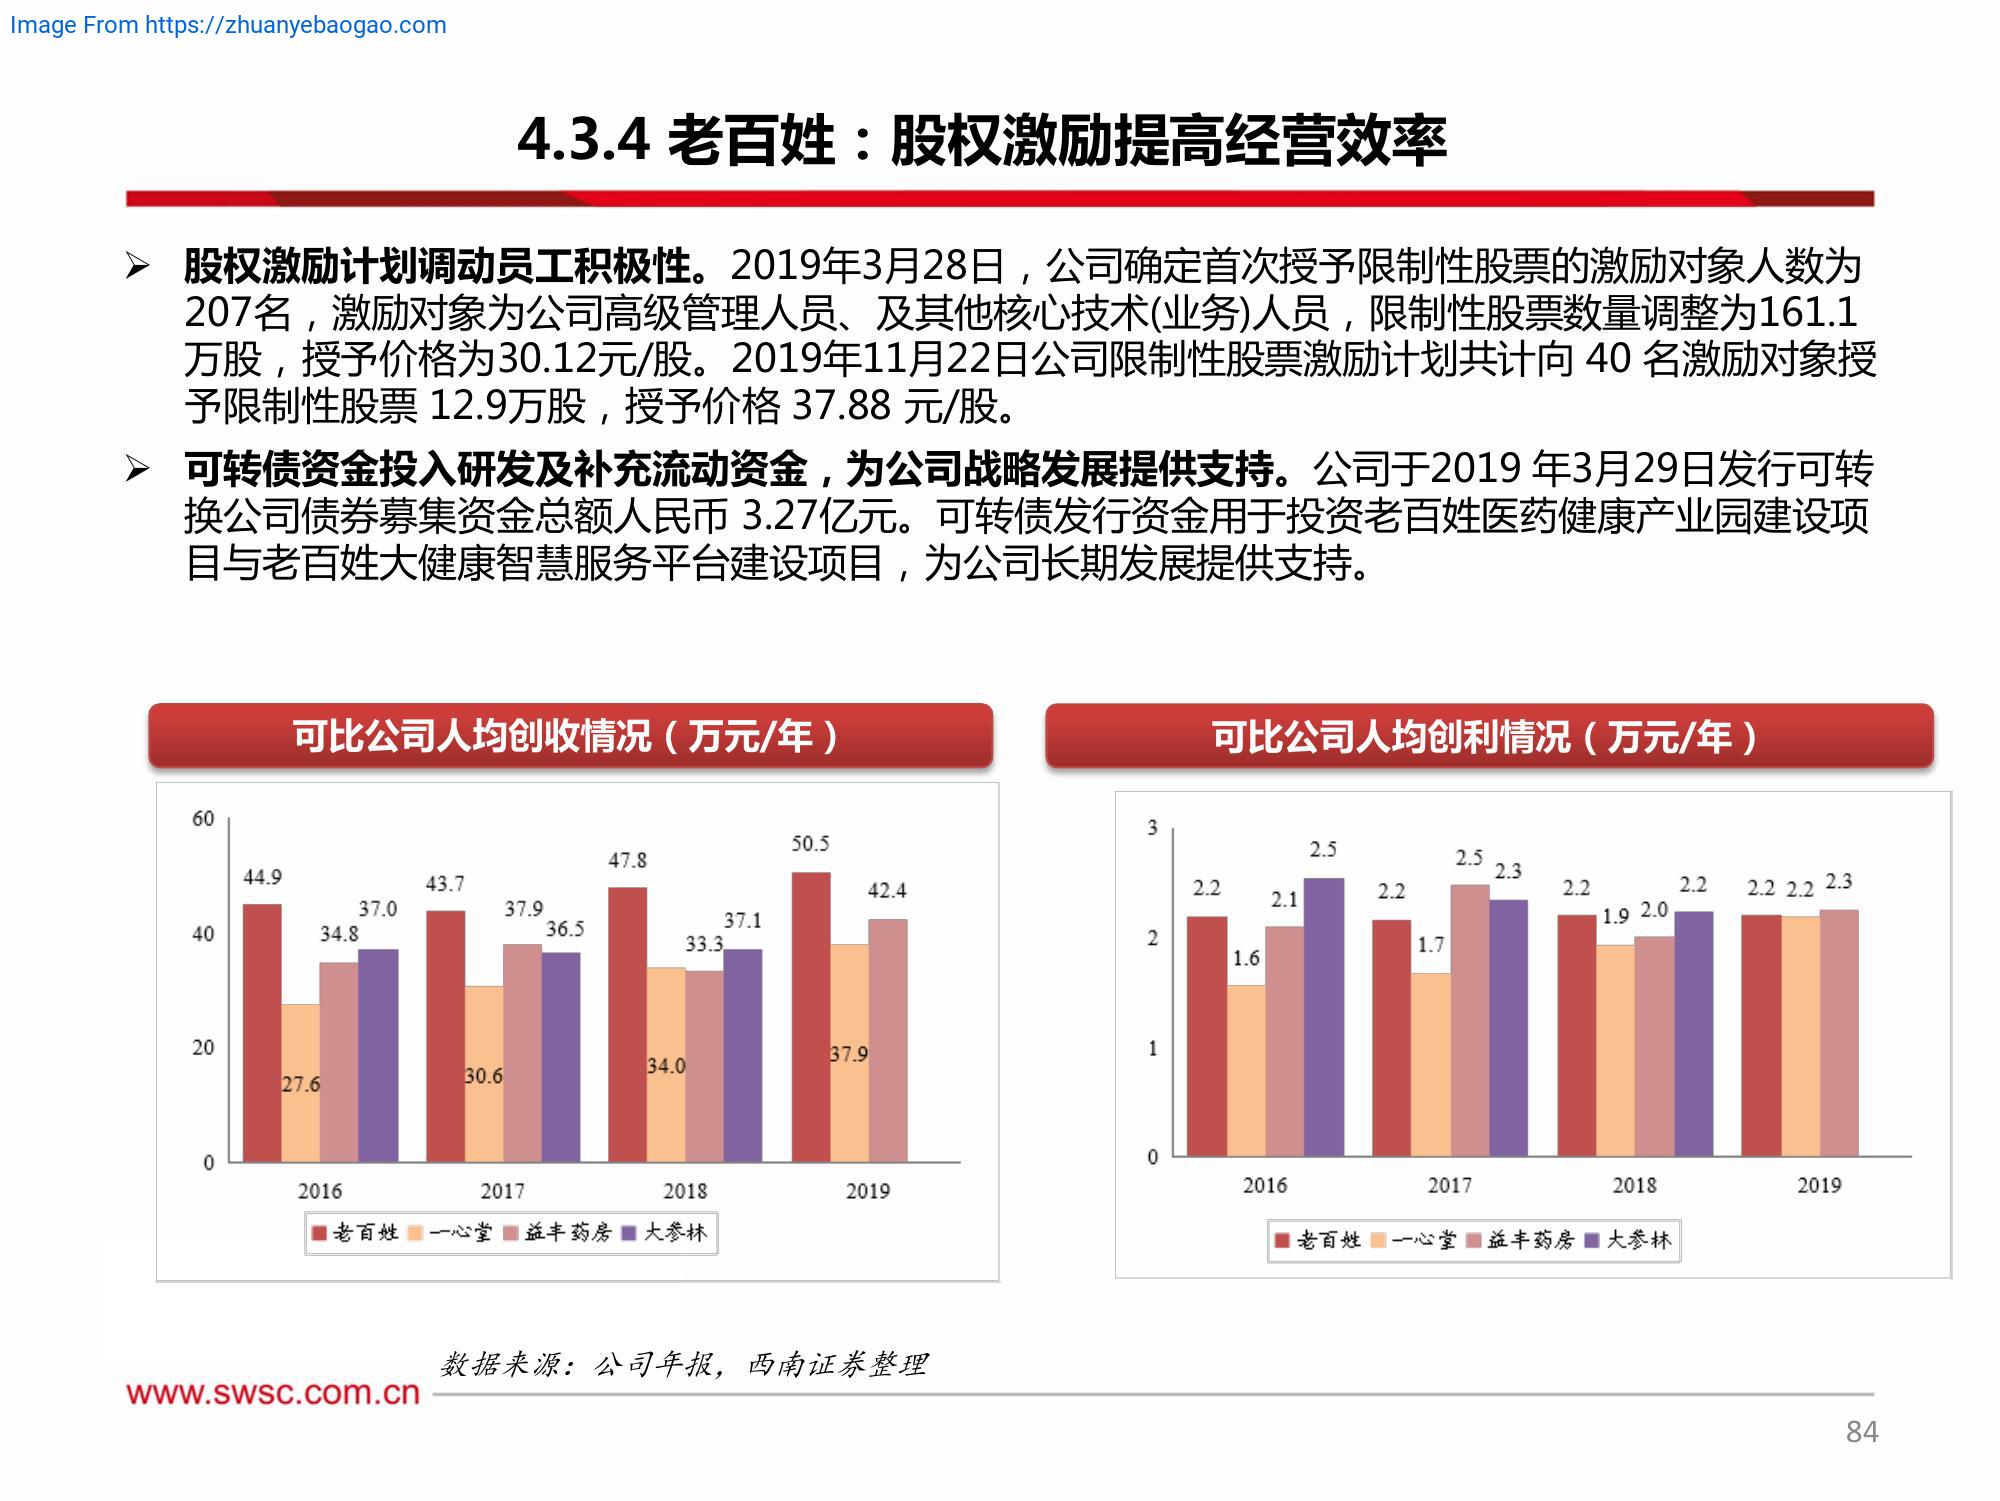 Image From https://zhuanyebaogao.com
4.3.4 老百姓：股权激励提高经营效率
➢ 股权激励计划调动员工积极性。2019年3月28日，公司确定首次授予限制性股票的激励对象人数为
207名，激励对象为公司高级管理人员、及其他核心技术(业务)人员，限制性股票数量调整为161.1
万股，授予价格为30.12元/股。2019年11月22日公司限制性股票激励计划共计向 40 名激励对象授
予限制性股票 12.9万股，授予价格 37.88 元/股。
➢ 可转债资金投入研发及补充流动资金，为公司战略发展提供支持。公司于2019 年3月29日发行可转
换公司债券募集资金总额人民币 3.27亿元。可转债发行资金用于投资老百姓医药健康产业园建设项
目与老百姓大健康智慧服务平台建设项目，为公司长期发展提供支持。
可比公司人均创收情况（万元/年）
60
40
20
0
44.9
27.6
34.8
37.0
43.7
30.6
37.9
36.5
47.8
34.0
33.3
37.1
50.5
37.9
42.4
2016 2017 2018 2019
老百姓 一心堂 益丰药房 大参林
可比公司人均创利情况（万元/年）
3
2
1
0
2.2
1.6
2.1
2.5
2.2
1.7
2.5
2.3
2.2
1.9
2.0
2.2
2.2
2.2
2.3
2016 2017 2018 2019
老百姓 一心堂 益丰药房 大参林
数据来源：公司年报，西南证券整理
www.swsc.com.cn
84